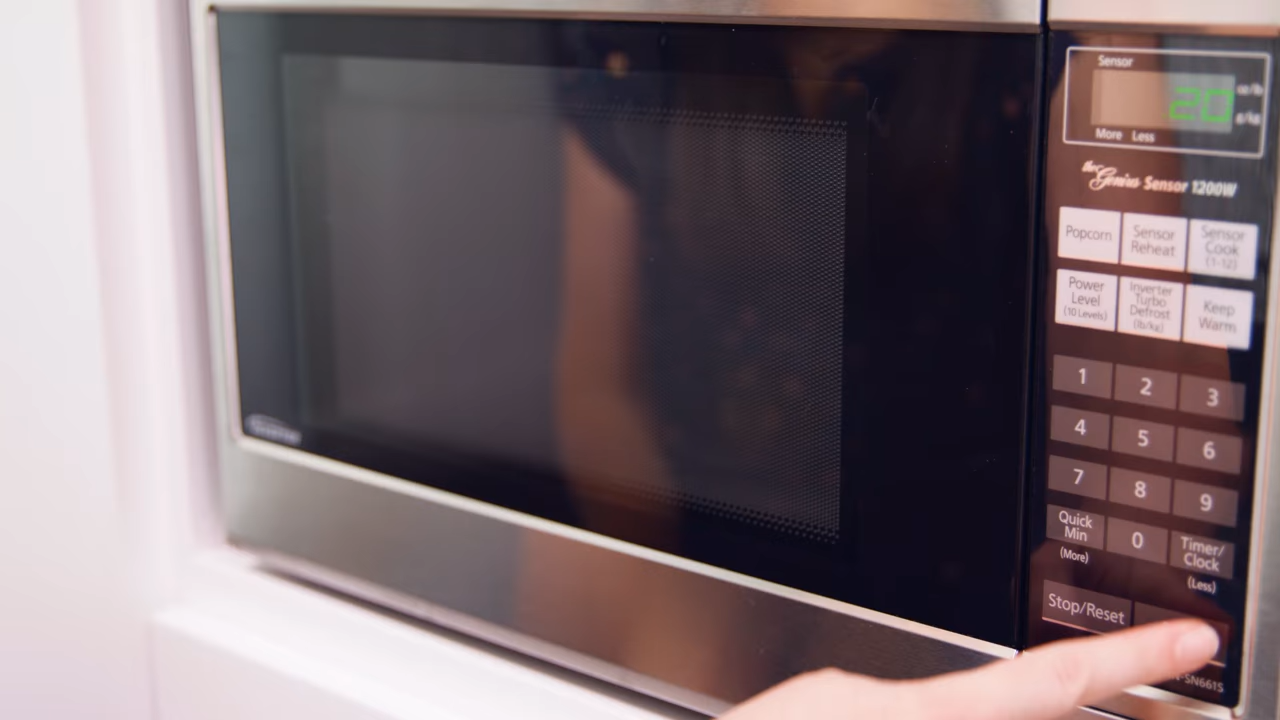 Sensor
20
oz/lb
g/kg
More Less
the Genius Sensor 1200W
Popcorn Sensor Reheat Sensor Cook (1-12)
Power Level (10 Levels) Inverter Turbo Defrost (lb/kg) Keep Warm
1 2 3
4 5 6
7 8 9
Quick Min 0 Timer/Clock
(More) (Less)
Stop/Reset
SN661S